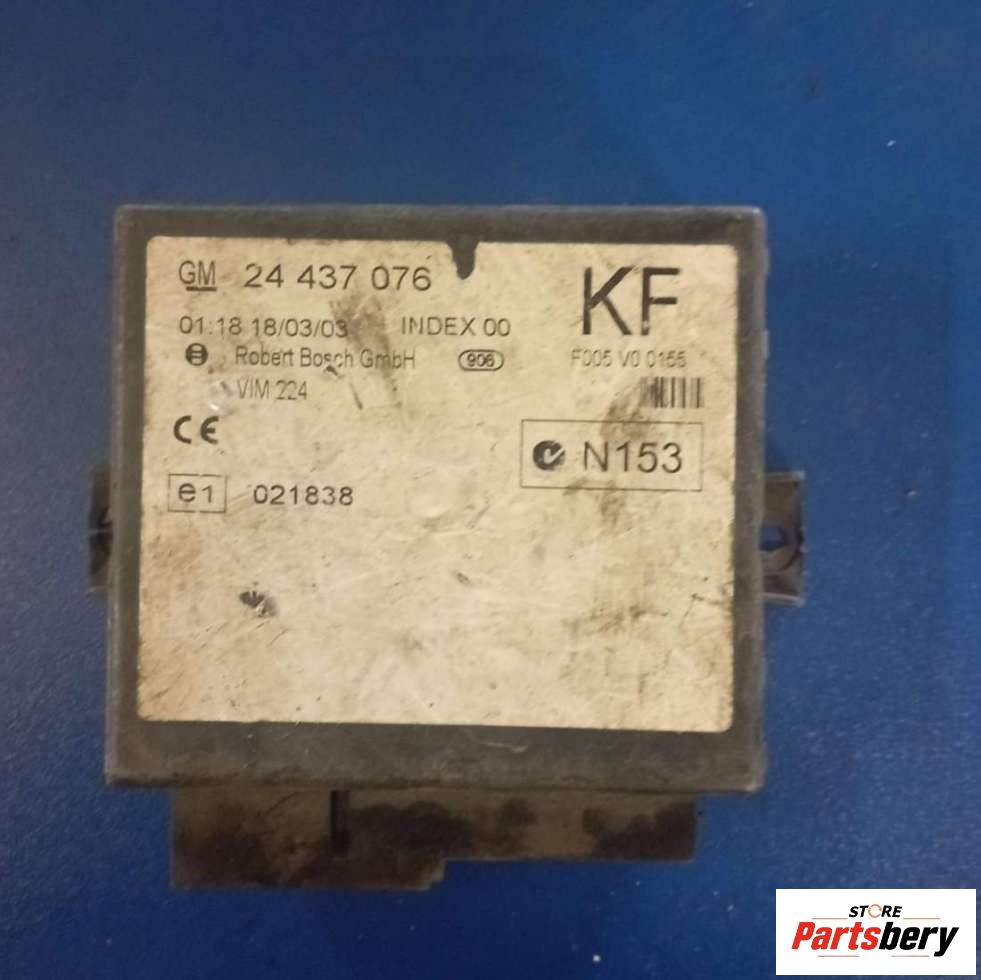 GM 24 437 076
KF
01:18 18/03/03 INDEX 00
Robert Bosch GmbH 906 F005 V0 0155
VIM 224
CE
N153
e1 021838
STORE
Partsbery